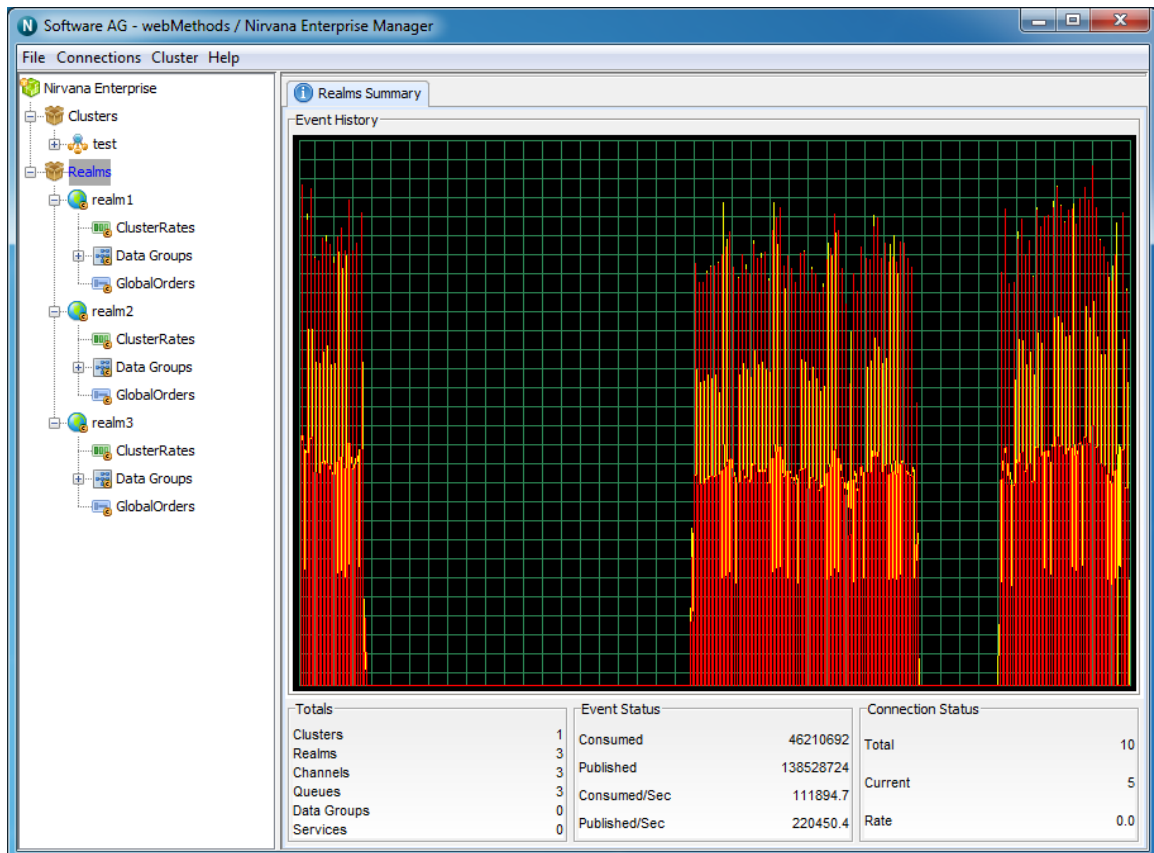 Software AG - webMethods / Nirvana Enterprise Manager
File Connections Cluster Help
Nirvana Enterprise
Clusters
test
Realms
realm1
ClusterRates
Data Groups
GlobalOrders
realm2
ClusterRates
Data Groups
GlobalOrders
realm3
ClusterRates
Data Groups
GlobalOrders
Realms Summary
Event History
Totals
Clusters 1
Realms 3
Channels 3
Queues 3
Data Groups 0
Services 0
Event Status
Consumed 46210692
Published 138528724
Consumed/Sec 111894.7
Published/Sec 220450.4
Connection Status
Total 10
Current 5
Rate 0.0